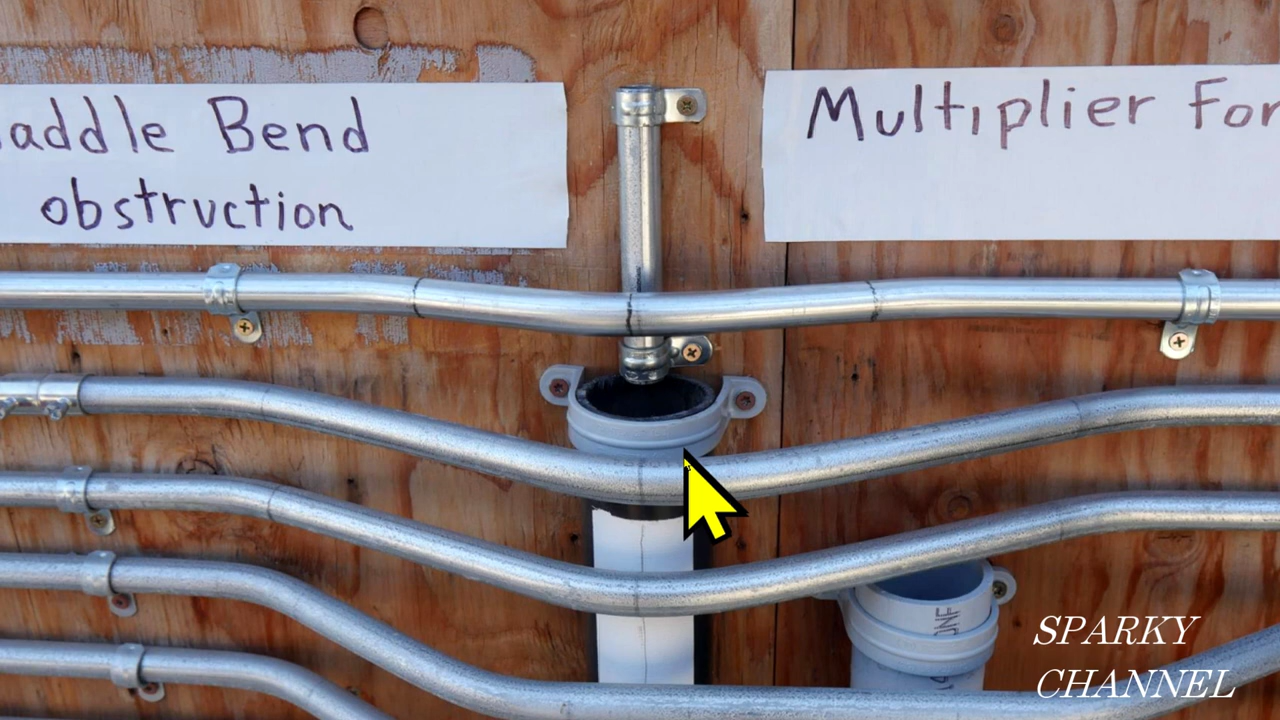 addle Bend
obstruction
Multiplier For
SPARKY
CHANNEL